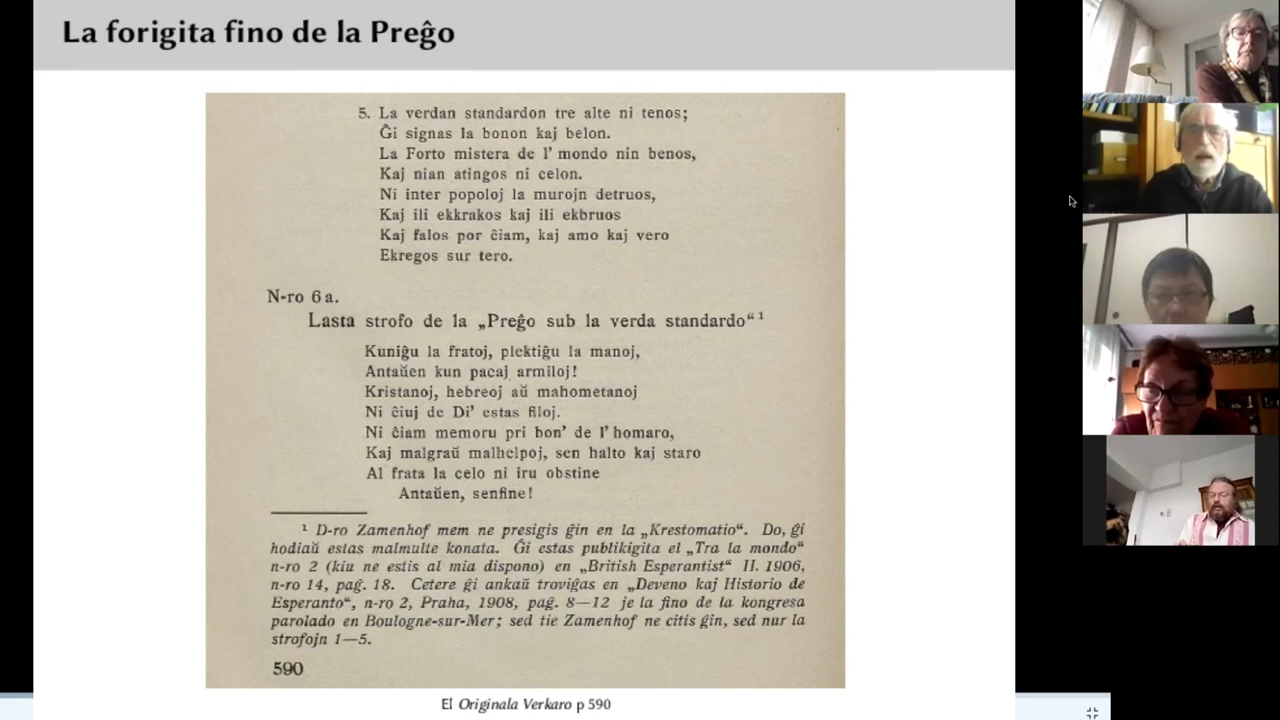 La forigita fino de la Preĝo
5. La verdan standardon tre alte ni tenos;
Ĝi signas la bonon kaj belon.
La Forto mistera de l' mondo nin benos,
Kaj nian atingos ni celon.
Ni inter popoloj la murojn detruos,
Kaj ili ekkrakos kaj ili ekbruos
Kaj falos por ĉiam, kaj amo kaj vero
Ekregos sur tero.
N-ro 6 a.
Lasta strofo de la „Preĝo sub la verda standardo“ ¹
Kuniĝu la fratoj, plektiĝu la manoj,
Antaŭen kun pacaj armiloj!
Kristanoj, hebreoj aŭ mahometanoj
Ni ĉiuj de Di' estas filoj.
Ni ĉiam memoru pri bon' de l' homaro,
Kaj malgraŭ malhelpoj, sen halto kaj staro
Al frata la celo ni iru obstine
Antaŭen, senfine!
¹ D-ro Zamenhof mem ne presigis ĝin en la „Krestomatio“. Do, ĝi
hodiaŭ estas malmulte konata. Ĝi estas publikigita el „Tra la mondo“
n-ro 2 (kiu ne estis al mia dispono) en „British Esperantist“ II. 1906,
n-ro 14, paĝ. 18. Cetere ĝi ankaŭ troviĝas en „Deveno kaj Historio de
Esperanto“, n-ro 2, Praha, 1908, paĝ. 8—12 je la fino de la kongresa
parolado en Boulogne-sur-Mer; sed tie Zamenhof ne citis ĝin, sed nur la
strofojn 1—5.
590
El Originala Verkaro p 590